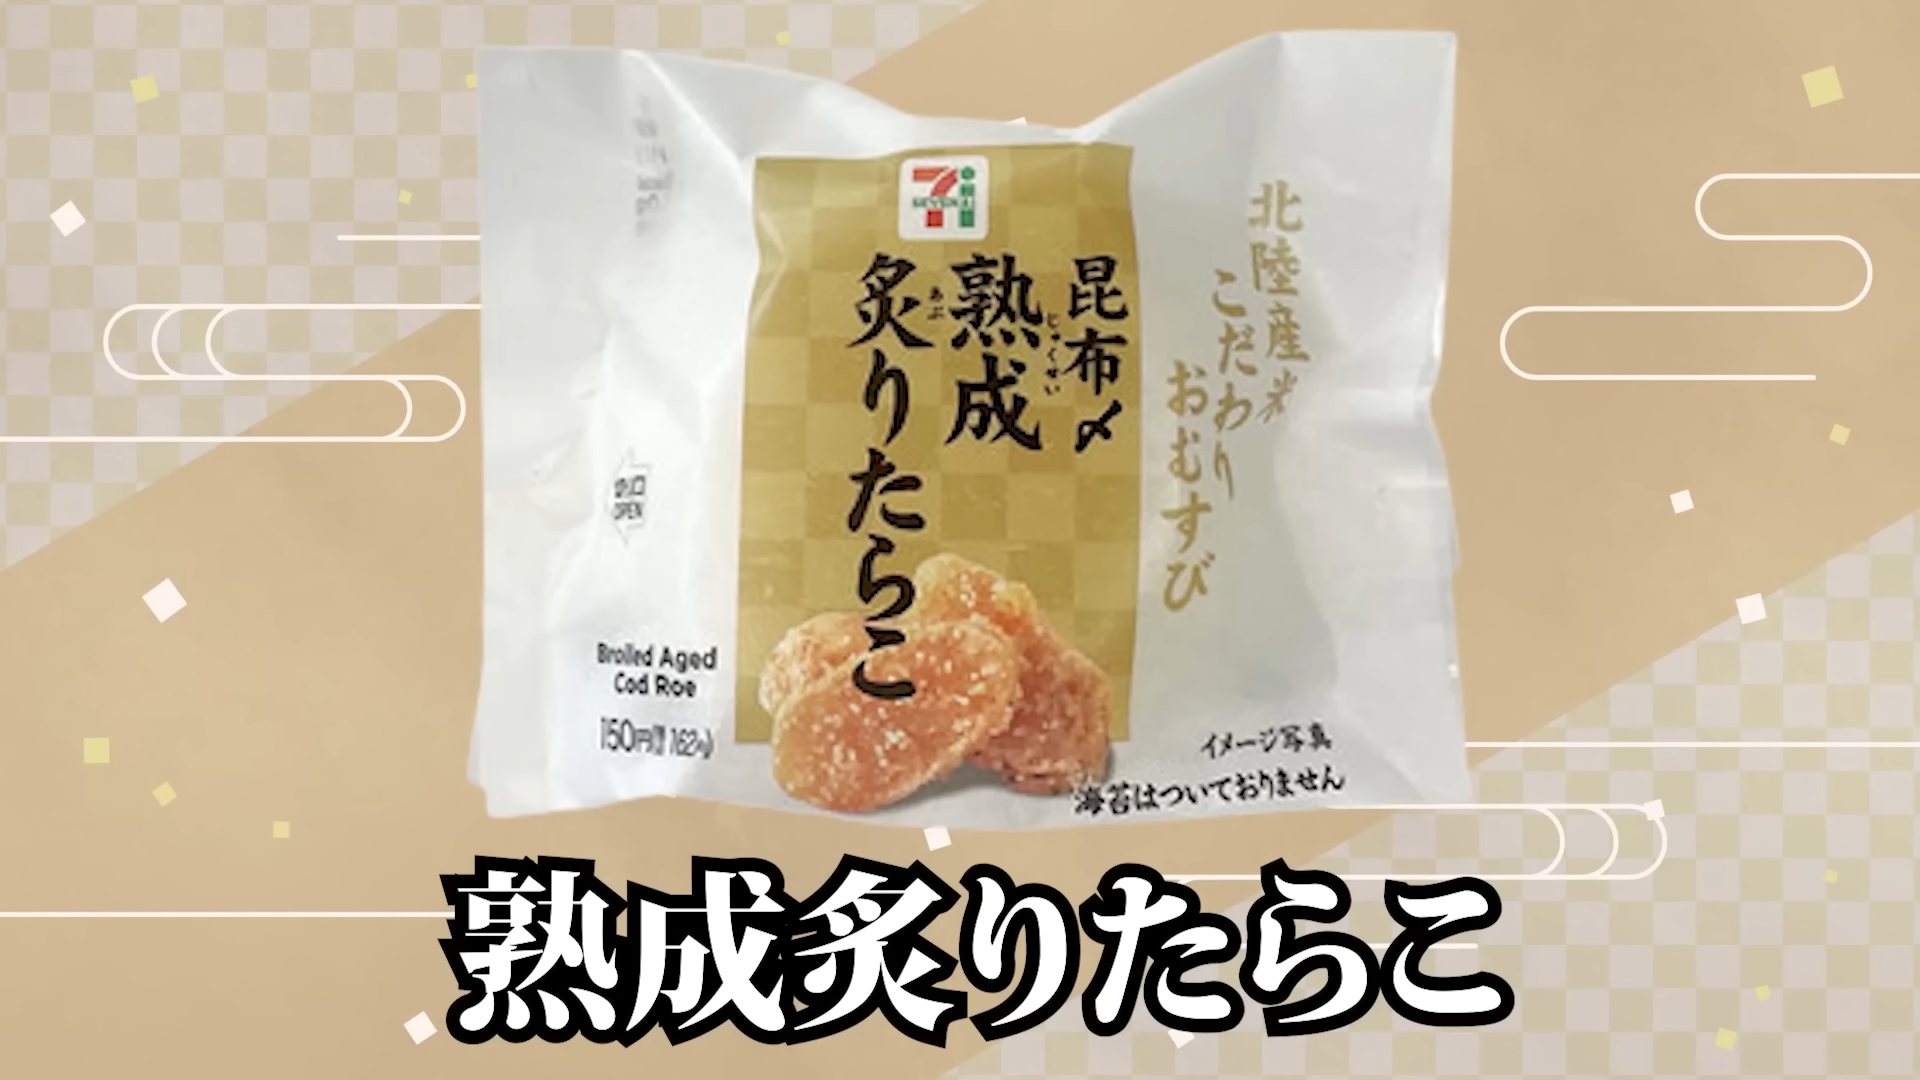 北陸産米
こだわり
おむすび
昆布〆
熟成
じゅくせい
炙りたらこ
あぶ
切り口
OPEN
Broiled Aged
Cod Roe
150円
イメージ写真
海苔はついておりません
熟成炙りたらこ